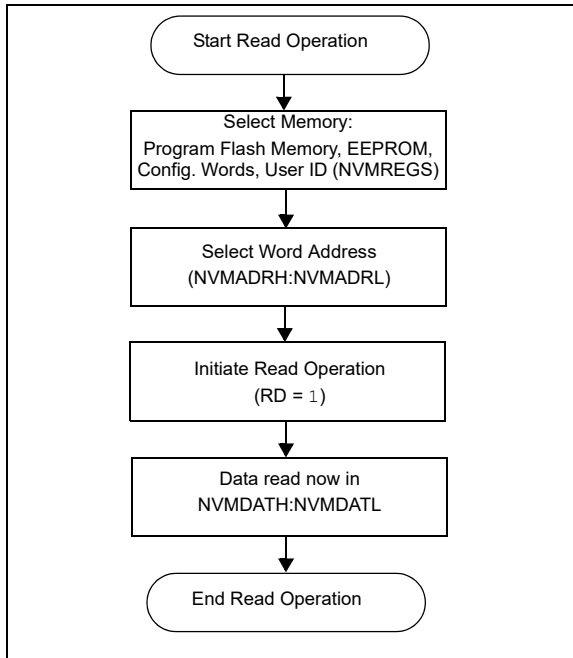 Start Read Operation
Select Memory:
Program Flash Memory, EEPROM,
Config. Words, User ID (NVMREGS)
Select Word Address
(NVMADRH:NVMADRL)
Initiate Read Operation
(RD = 1)
Data read now in
NVMDATH:NVMDATL
End Read Operation